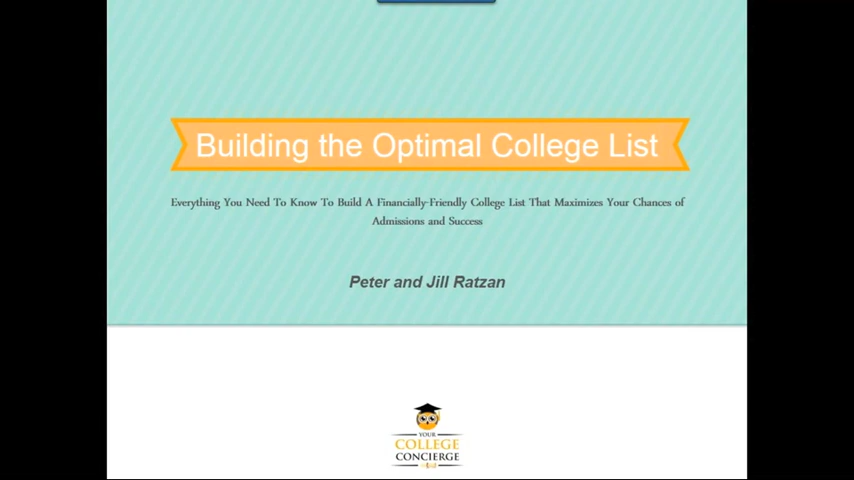 Building the Optimal College List
Everything You Need To Know To Build A Financially-Friendly College List That Maximizes Your Chances of
Admissions and Success
Peter and Jill Ratzan
YOUR
COLLEGE
CONCIERGE